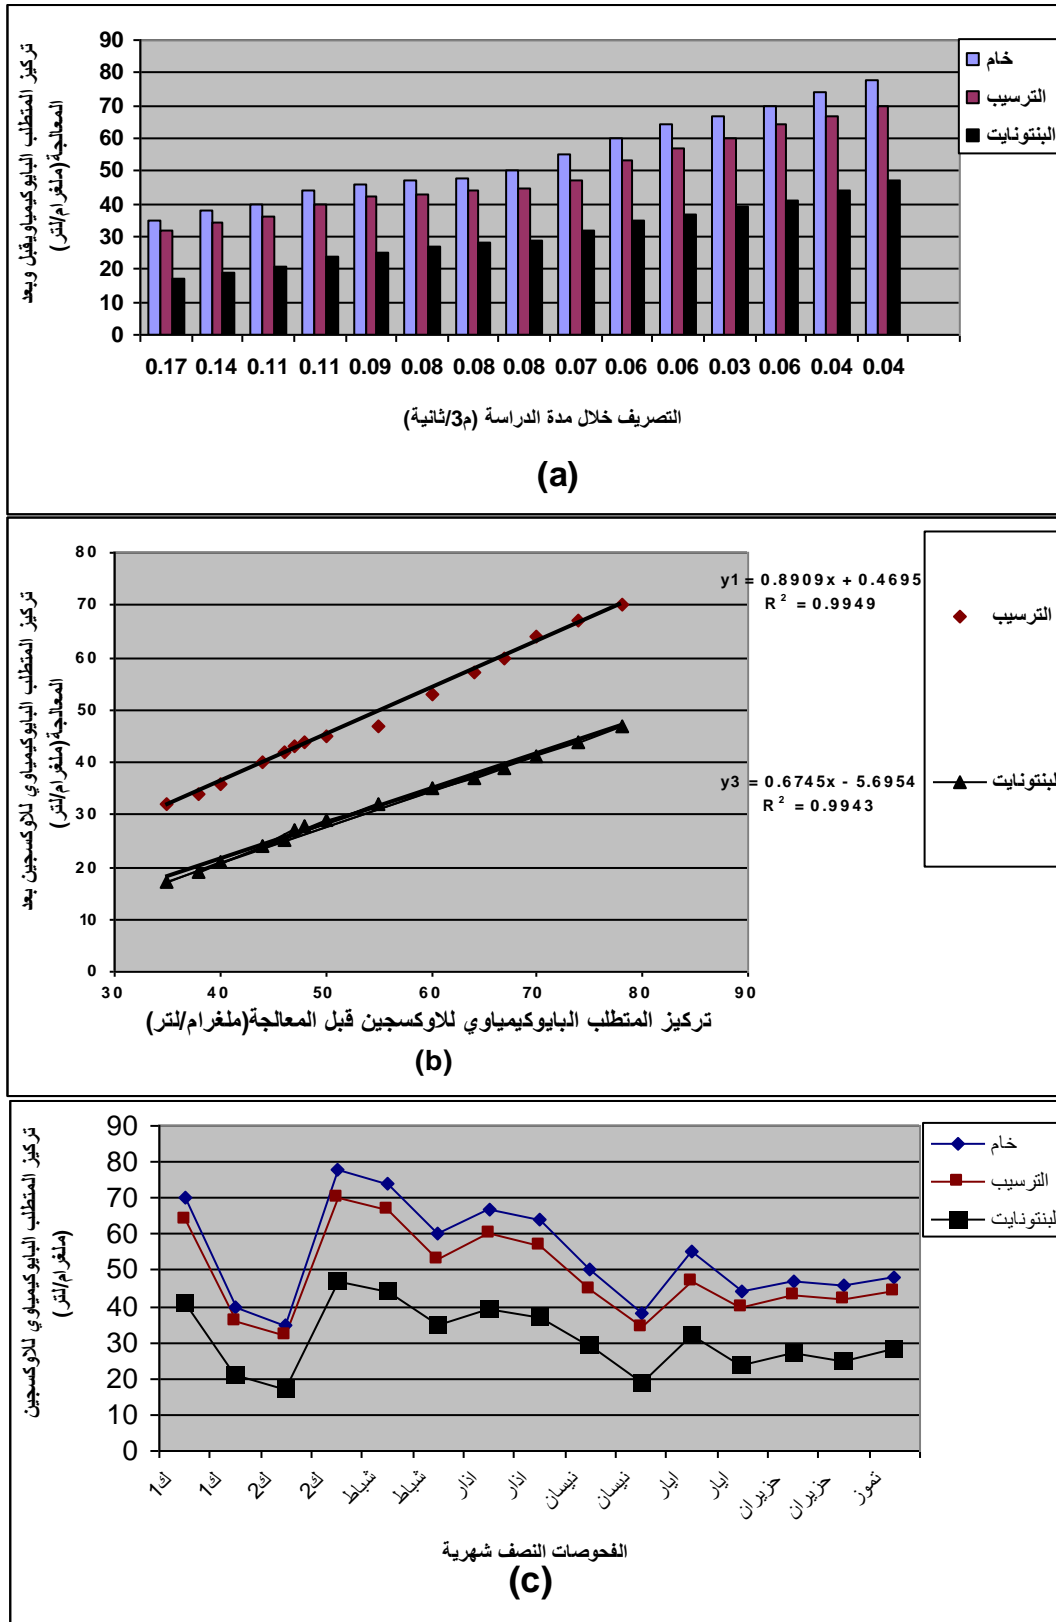 تركيز المتطلب البايوكيمياويقبل وبعد
المعالجة(ملغرام/لتر)
90
80
70
60
50
40
30
20
10
0
خام
الترسيب
البنتونايت
0.17 0.14 0.11 0.11 0.09 0.08 0.08 0.08 0.07 0.06 0.06 0.03 0.06 0.04 0.04
التصريف خلال مدة الدراسة (م3/ثانية)
(a)
تركيز المتطلب البايوكيمياوي للاوكسجين بعد
المعالجة(ملغرام/لتر)
80
70
60
50
40
30
20
10
0
y1 = 0.8909x + 0.4695
R² = 0.9949
y3 = 0.6745x - 5.6954
R² = 0.9943
الترسيب
البنتونايت
30 40 50 60 70 80 90
تركيز المتطلب البايوكيمياوي للاوكسجين قبل المعالجة(ملغرام/لتر)
(b)
تركيز المتطلب البايوكيمياوي للاوكسجين
(ملغرام/لتر)
90
80
70
60
50
40
30
20
10
0
خام
الترسيب
البنتونايت
ك1 ك1 ك2 ك2 شباط شباط اذار اذار نيسان نيسان ايار ايار حزيران حزيران تموز
الفحوصات النصف شهرية
(c)